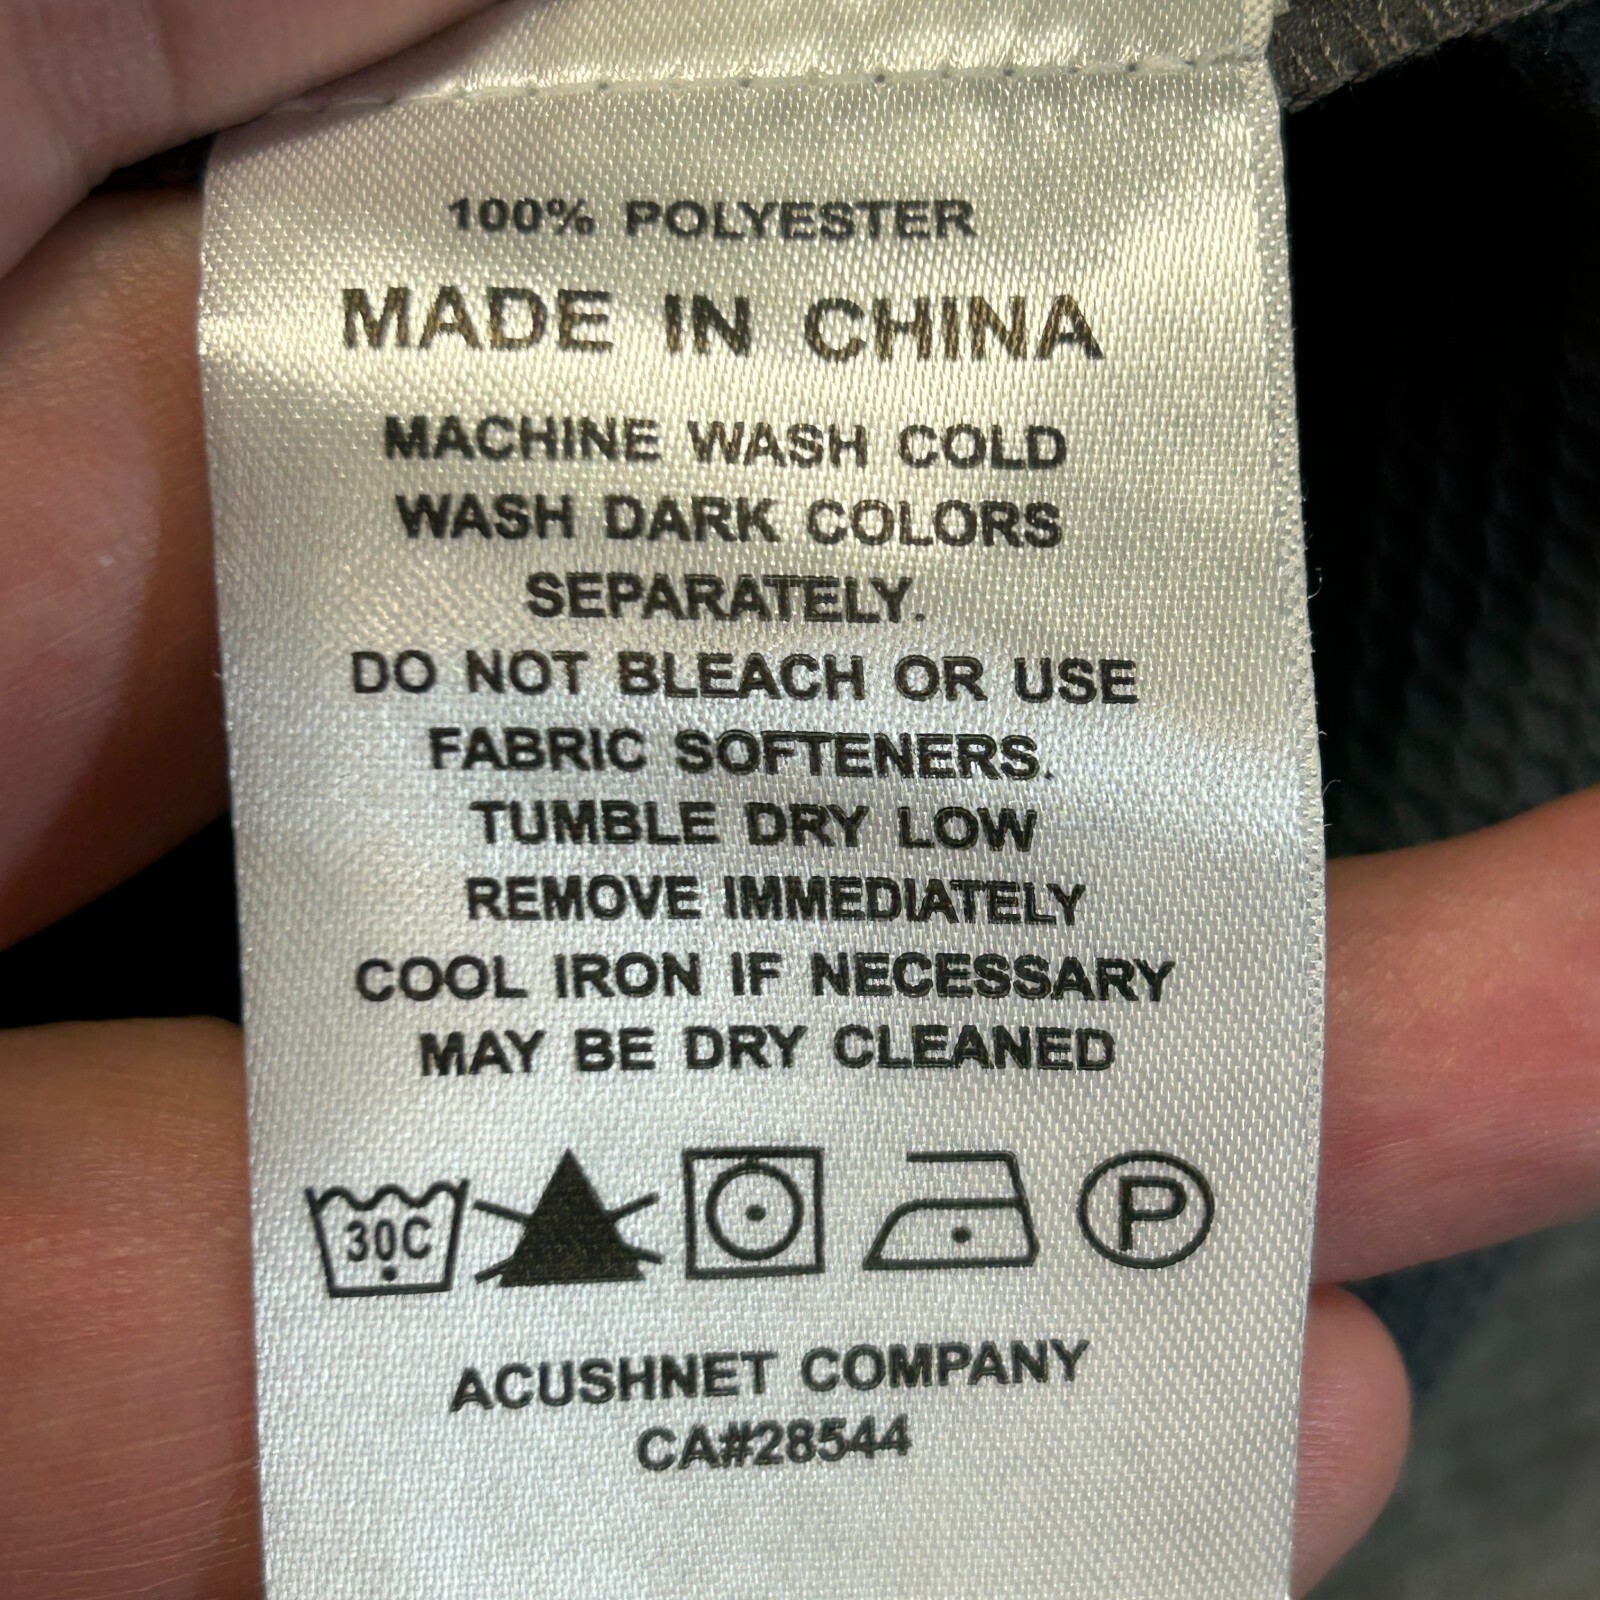 100% POLYESTER
MADE IN CHINA
MACHINE WASH COLD
WASH DARK COLORS
SEPARATELY.
DO NOT BLEACH OR USE
FABRIC SOFTENERS.
TUMBLE DRY LOW
REMOVE IMMEDIATELY
COOL IRON IF NECESSARY
MAY BE DRY CLEANED
30C P
ACUSHNET COMPANY
CA#28544